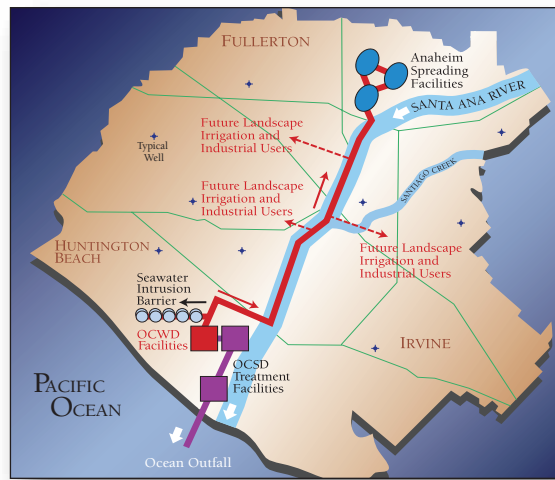 FULLERTON
Anaheim
Spreading
Facilities
SANTA ANA RIVER
Future Landscape
Irrigation and
Industrial Users
Typical
Well
SANTIAGO CREEK
Future Landscape
Irrigation and
Industrial Users
HUNTINGTON
BEACH
Future Landscape
Irrigation and
Industrial Users
Seawater
Intrusion
Barrier
OCWD
Facilities
IRVINE
OCSD
Treatment
Facilities
PACIFIC
OCEAN
Ocean Outfall